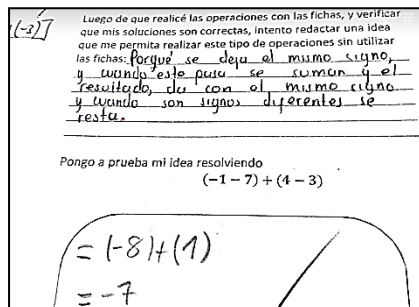 (-3)]
Luego de que realicé las operaciones con las fichas, y verificar
que mis soluciones son correctas, intento redactar una idea
que me permita realizar este tipo de operaciones sin utilizar
las fichas: Porque se deja el mismo signo,
y cuando este pasa se suman y el
resultado, da con el mismo signo
y cuando son signos diferentes se
resta.
Pongo a prueba mi idea resolviendo
(−1 − 7) + (4 − 3)
= (-8)+(1)
= -7